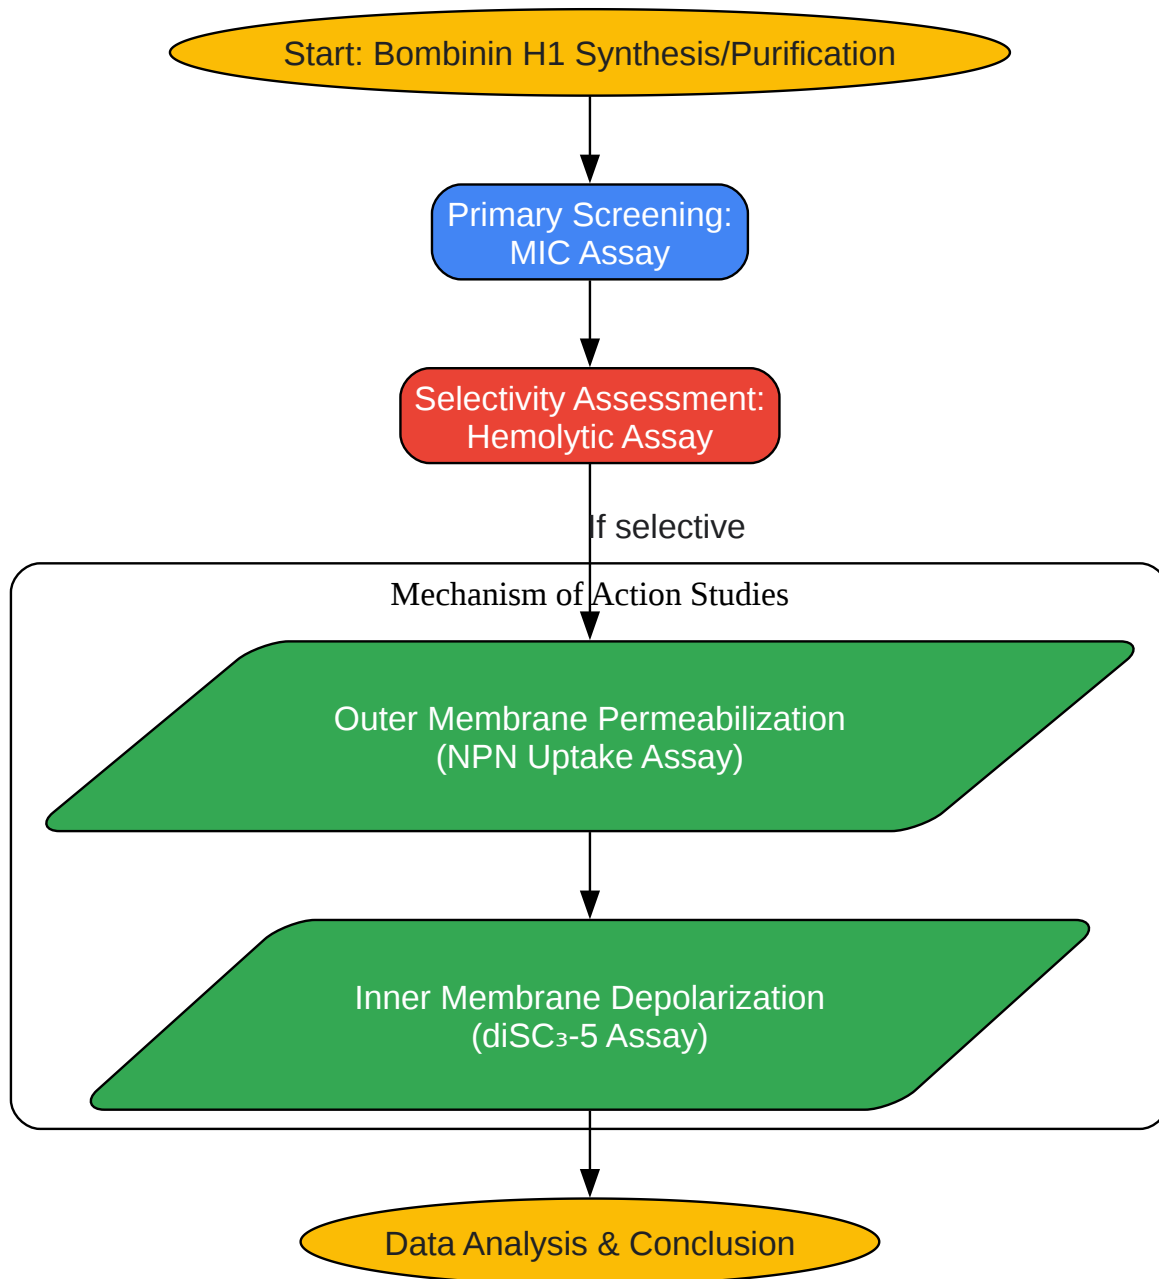 Start: Bombinin H1 Synthesis/Purification
Primary Screening:
MIC Assay
Selectivity Assessment:
Hemolytic Assay
If selective
Mechanism of Action Studies
Outer Membrane Permeabilization
(NPN Uptake Assay)
Inner Membrane Depolarization
(diSC₃-5 Assay)
Data Analysis & Conclusion